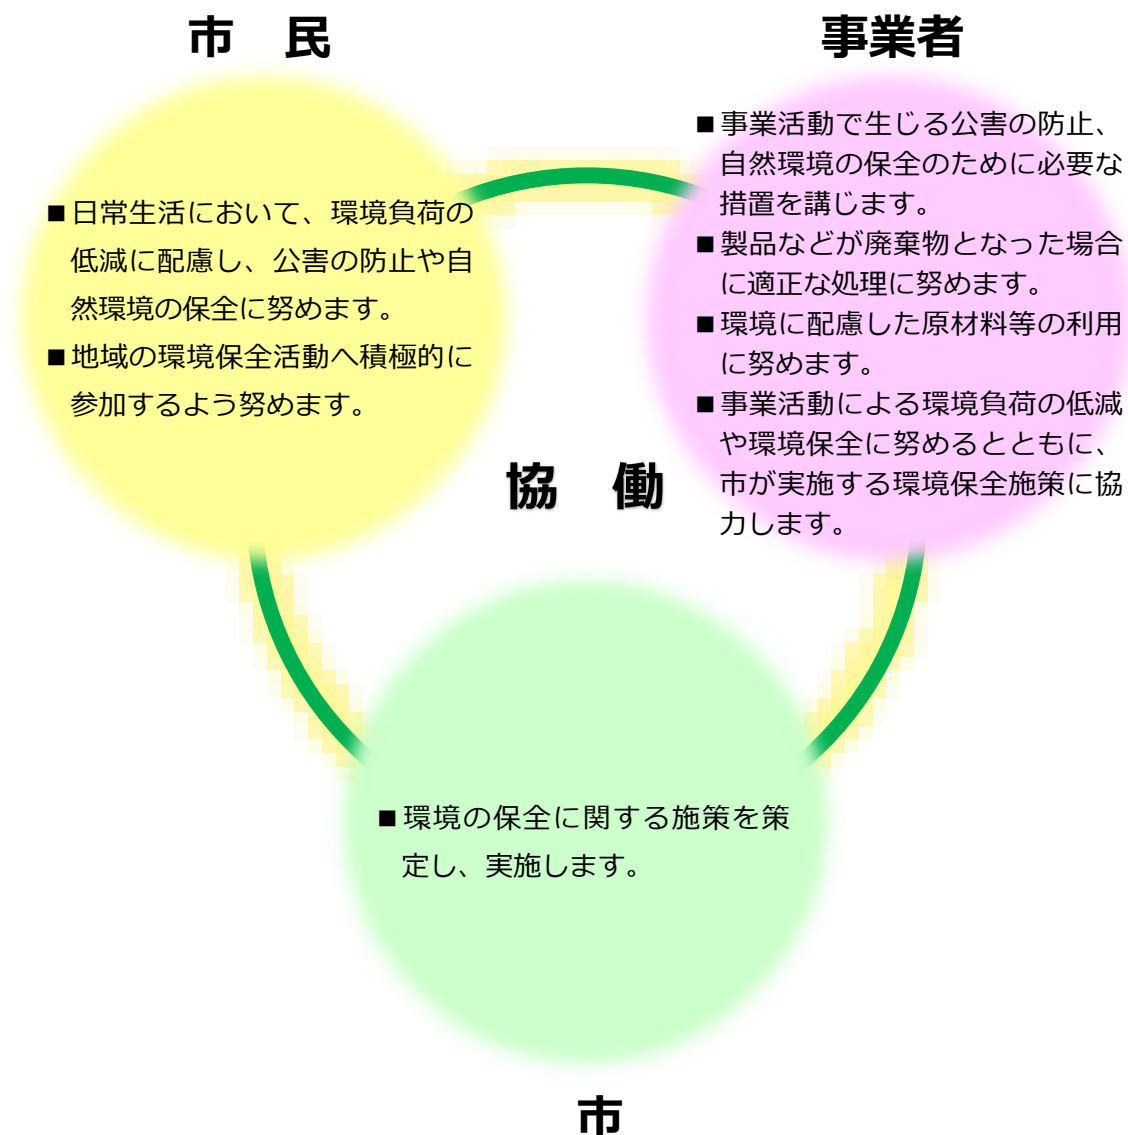 市　民
■日常生活において、環境負荷の
低減に配慮し、公害の防止や自
然環境の保全に努めます。
■地域の環境保全活動へ積極的に
参加するよう努めます。
事業者
■事業活動で生じる公害の防止、
自然環境の保全のために必要な
措置を講じます。
■製品などが廃棄物となった場合
に適正な処理に努めます。
■環境に配慮した原材料等の利用
に努めます。
■事業活動による環境負荷の低減
や環境保全に努めるとともに、
市が実施する環境保全施策に協
力します。
協　働
■環境の保全に関する施策を策
定し、実施します。
市